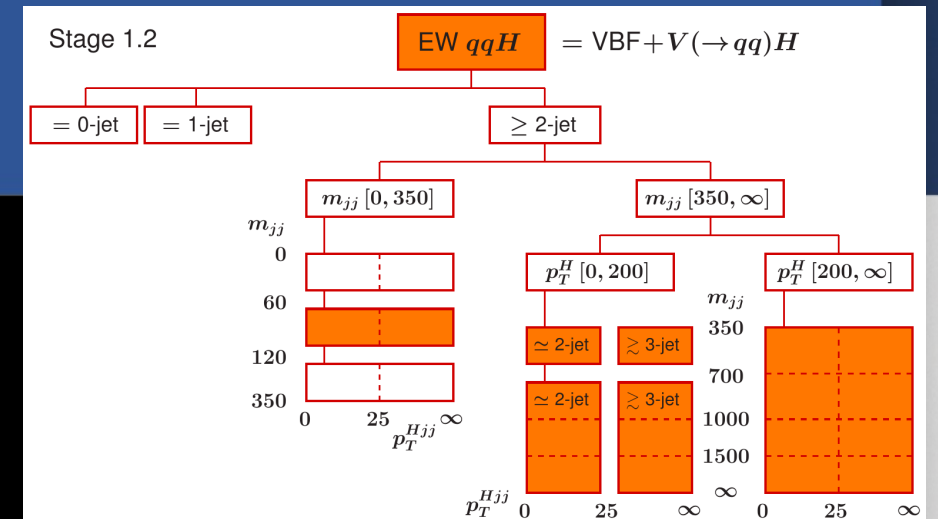 Stage 1.2
EW qqH = VBF+V(→qq)H
= 0-jet
= 1-jet
≥ 2-jet
m_jj [0, 350]
m_jj [350, ∞]
m_jj
0
60
120
350
0 25 ∞
p_T^Hjj
p_T^H [0, 200]
p_T^H [200, ∞]
m_jj
350
700
1000
1500
∞
≃ 2-jet
≳ 3-jet
≃ 2-jet
≳ 3-jet
p_T^Hjj 0 25 ∞
0 25 ∞